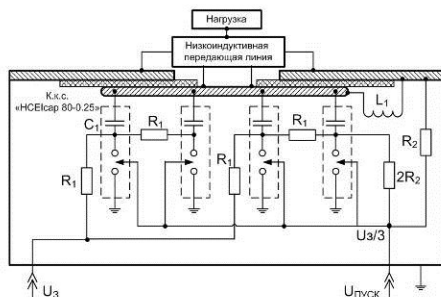 Нагрузка
Низкоиндуктивная
передающая линия
К.к.с.
«HCEIcap 80-0.25»
L1
C1
R1
R1
R2
R1
R1
2R2
Uз/3
Uз
Uпуск